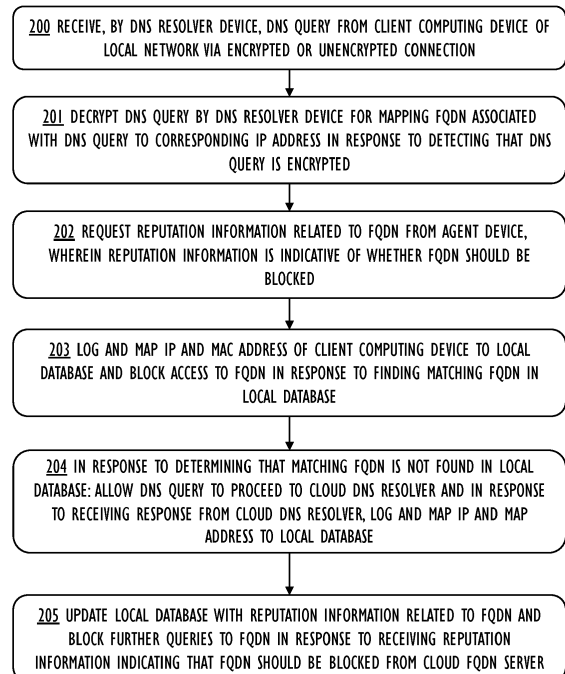 200 RECEIVE, BY DNS RESOLVER DEVICE, DNS QUERY FROM CLIENT COMPUTING DEVICE OF
LOCAL NETWORK VIA ENCRYPTED OR UNENCRYPTED CONNECTION
201 DECRYPT DNS QUERY BY DNS RESOLVER DEVICE FOR MAPPING FQDN ASSOCIATED
WITH DNS QUERY TO CORRESPONDING IP ADDRESS IN RESPONSE TO DETECTING THAT DNS
QUERY IS ENCRYPTED
202 REQUEST REPUTATION INFORMATION RELATED TO FQDN FROM AGENT DEVICE,
WHEREIN REPUTATION INFORMATION IS INDICATIVE OF WHETHER FQDN SHOULD BE
BLOCKED
203 LOG AND MAP IP AND MAC ADDRESS OF CLIENT COMPUTING DEVICE TO LOCAL
DATABASE AND BLOCK ACCESS TO FQDN IN RESPONSE TO FINDING MATCHING FQDN IN
LOCAL DATABASE
204 IN RESPONSE TO DETERMINING THAT MATCHING FQDN IS NOT FOUND IN LOCAL
DATABASE: ALLOW DNS QUERY TO PROCEED TO CLOUD DNS RESOLVER AND IN RESPONSE
TO RECEIVING RESPONSE FROM CLOUD DNS RESOLVER, LOG AND MAP IP AND MAP
ADDRESS TO LOCAL DATABASE
205 UPDATE LOCAL DATABASE WITH REPUTATION INFORMATION RELATED TO FQDN AND
BLOCK FURTHER QUERIES TO FQDN IN RESPONSE TO RECEIVING REPUTATION
INFORMATION INDICATING THAT FQDN SHOULD BE BLOCKED FROM CLOUD FQDN SERVER